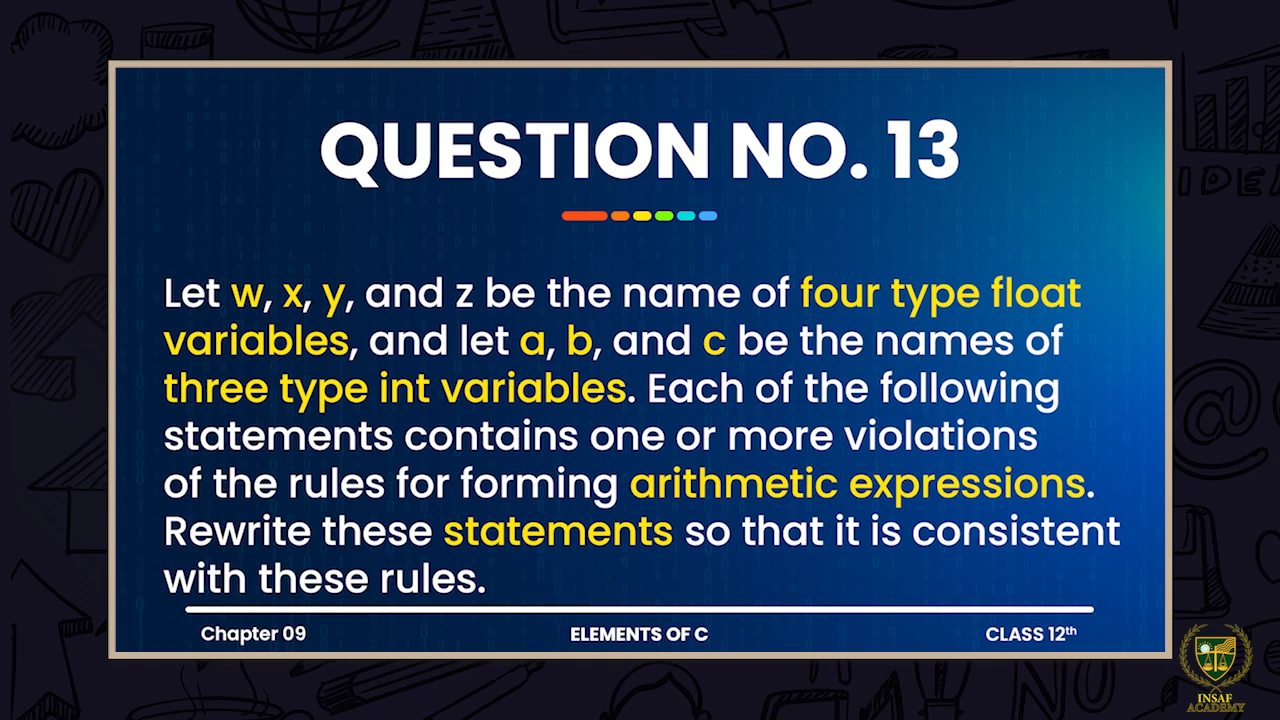 QUESTION NO. 13
Let w, x, y, and z be the name of four type float
variables, and let a, b, and c be the names of
three type int variables. Each of the following
statements contains one or more violations
of the rules for forming arithmetic expressions.
Rewrite these statements so that it is consistent
with these rules.
Chapter 09
ELEMENTS OF C
CLASS 12th
IDEA
INSAF
ACADEMY